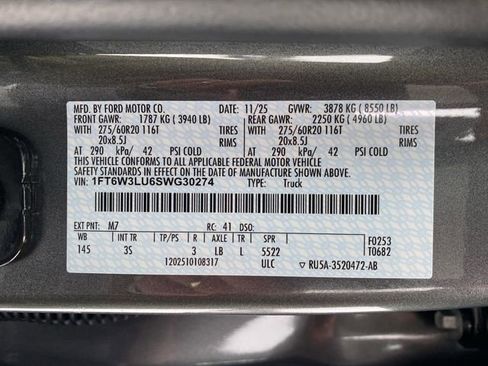 MFD. BY FORD MOTOR CO. 11/25 GVWR: 3878 KG ( 8550 LB)
FRONT GAWR: 1787 KG ( 3940 LB) REAR GAWR: 2250 KG ( 4960 LB)
WITH 275/60R20 116T TIRES WITH 275/60R20 116T TIRES
20x8.5J RIMS 20x8.5J RIMS
AT 290 kPa/ 42 PSI COLD AT 290 kPa/ 42 PSI COLD
THIS VEHICLE CONFORMS TO ALL APPLICABLE FEDERAL MOTOR VEHICLE
SAFETY STANDARDS IN EFFECT ON THE DATE OF MANUFACTURE SHOWN ABOVE.
VIN: 1FT6W3LU6SWG30274 TYPE: Truck
EXT PNT: M7 RC: 41 DSO:
WB INT TR TP/PS R AXLE TR SPR F0253
145 3S 3 LB L 5522 T0682
120251010831​7 ULC RU5A-3520472-AB